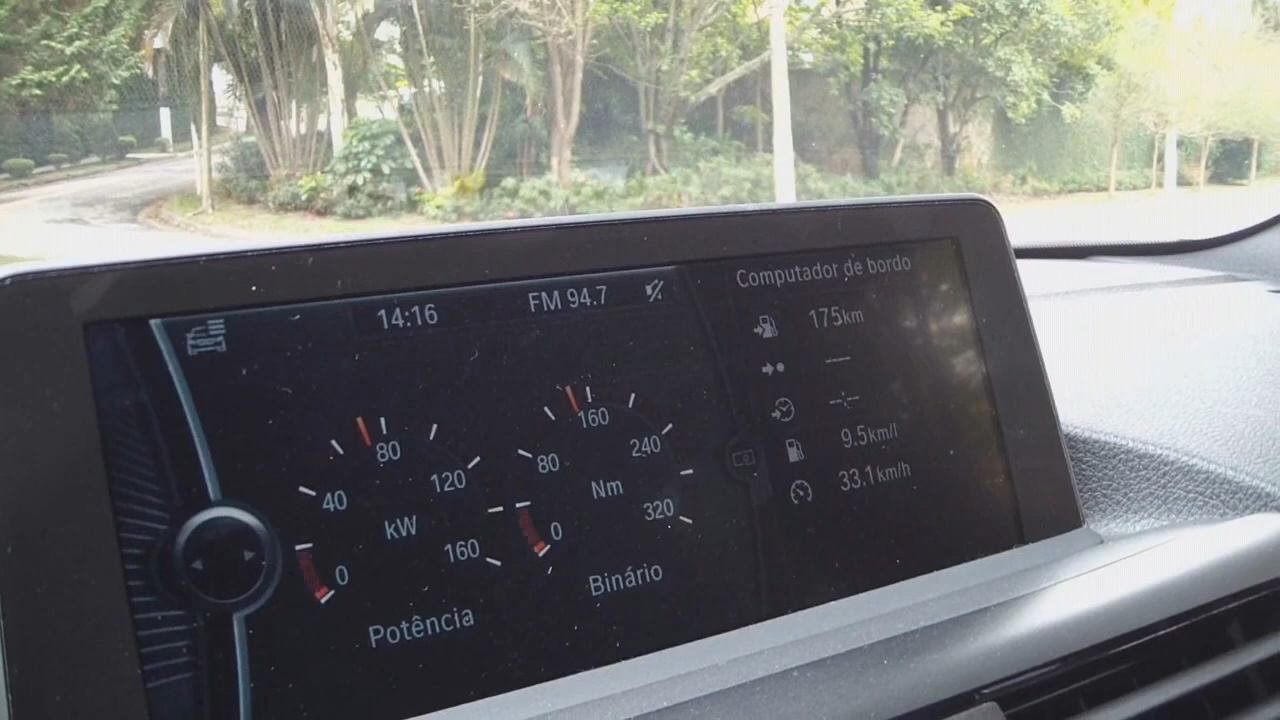 14:16
FM 94.7
Computador de bordo
175km
--:--
9.5km/l
33.1km/h
0
40
80
120
160
kW
Potência
0
80
160
240
320
Nm
Binário